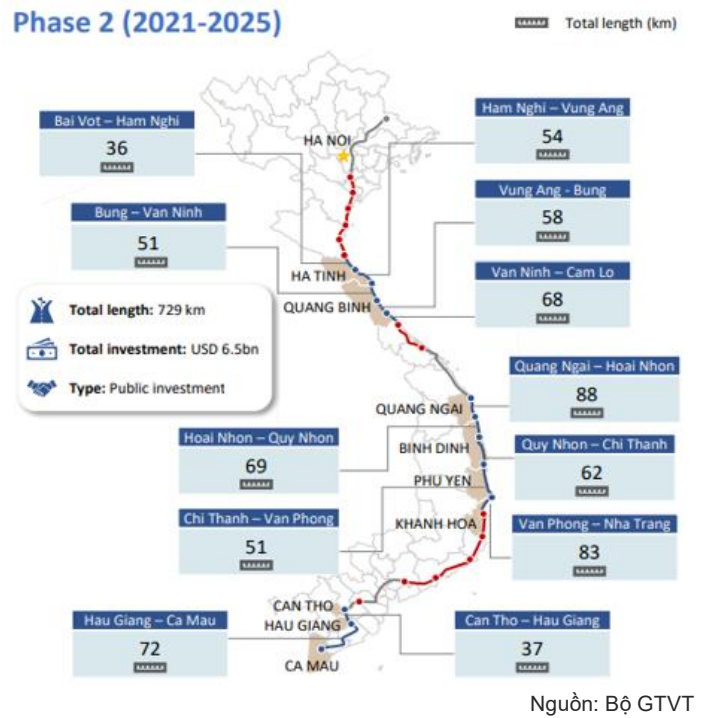 Phase 2 (2021-2025)
Total length (km)
Bai Vot – Ham Nghi
36
Ham Nghi – Vung Ang
54
HA NOI
Vung Ang - Bung
58
Bung – Van Ninh
51
Van Ninh – Cam Lo
68
HA TINH
QUANG BINH
Total length: 729 km
Total investment: USD 6.5bn
Type: Public investment
Quang Ngai – Hoai Nhon
88
QUANG NGAI
Hoai Nhon – Quy Nhon
69
BINH DINH
Quy Nhon – Chi Thanh
62
PHU YEN
Chi Thanh – Van Phong
51
KHANH HOA
Van Phong – Nha Trang
83
CAN THO
HAU GIANG
Hau Giang – Ca Mau
72
Can Tho – Hau Giang
37
CA MAU
Nguồn: Bộ GTVT